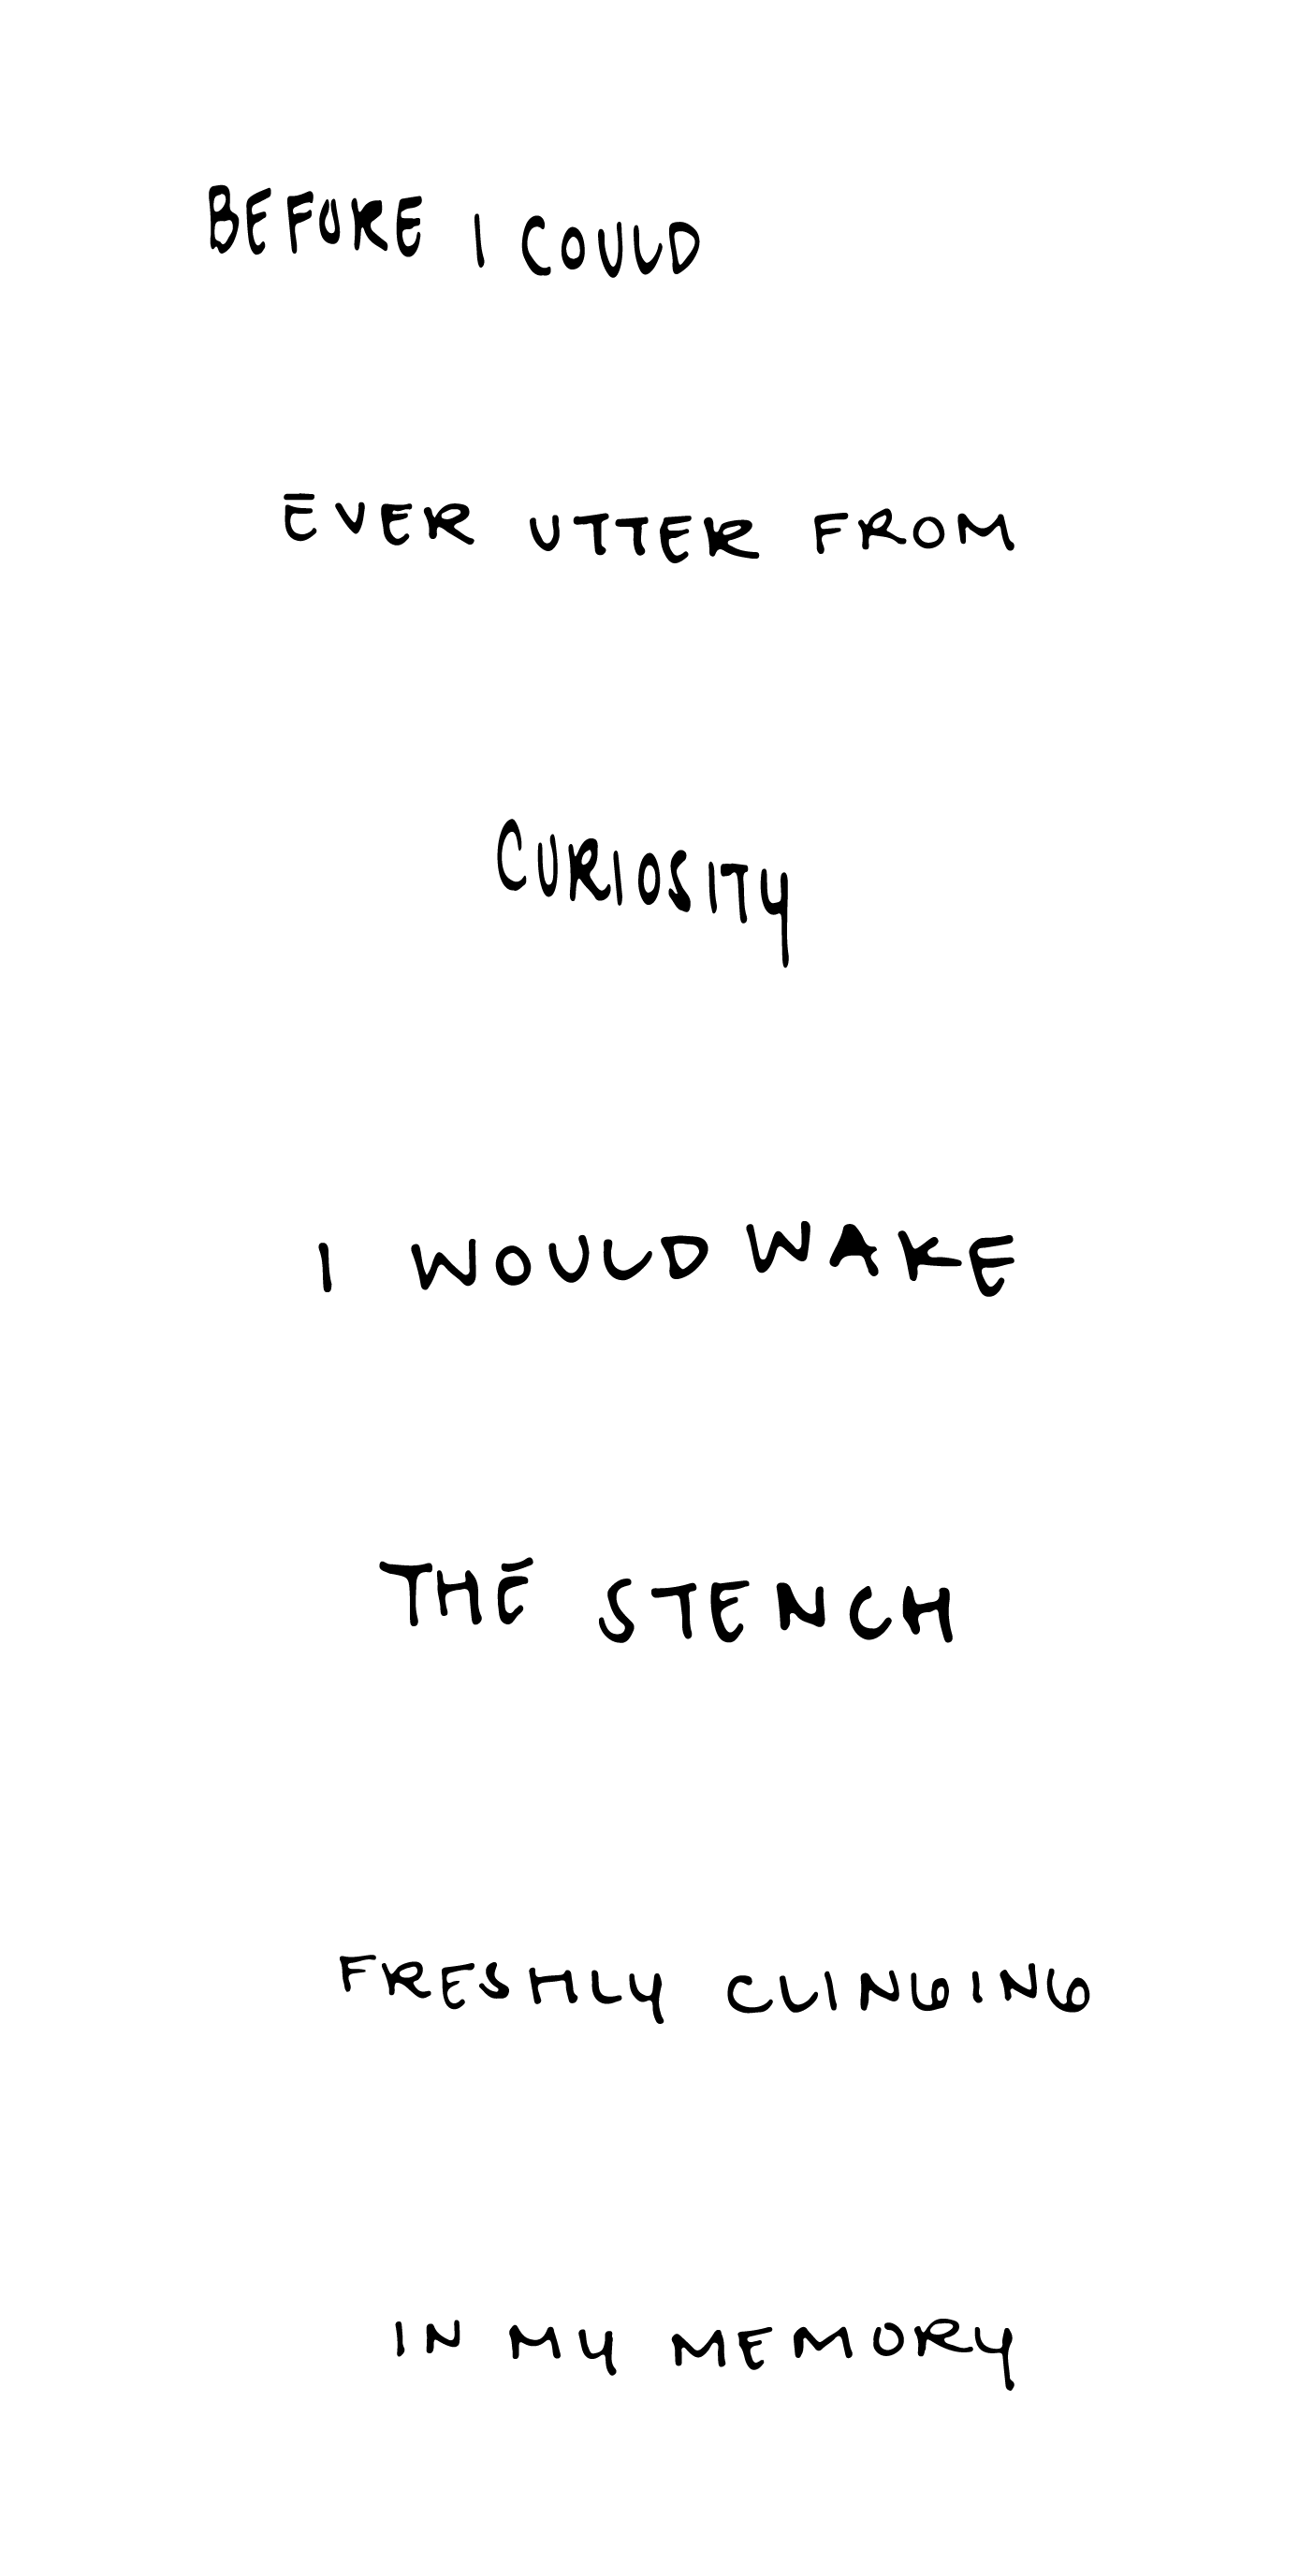 BEFORE I COULD
EVER UTTER FROM
CURIOSITY
I WOULD WAKE
THE STENCH
FRESHLY CLINGING
IN MY MEMORY